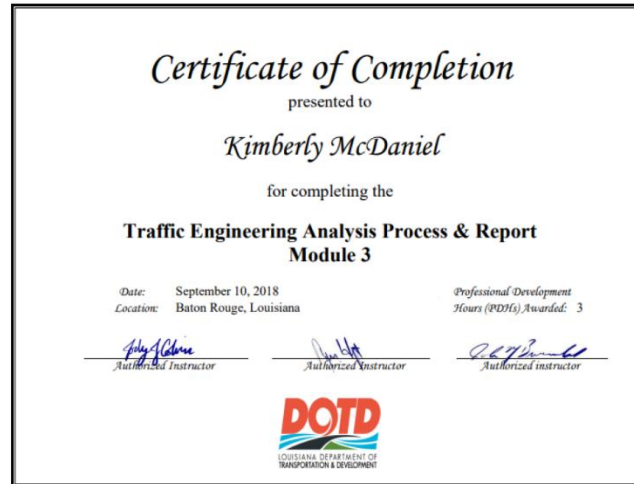 Certificate of Completion
presented to
Kimberly McDaniel
for completing the
Traffic Engineering Analysis Process & Report
Module 3
Date: September 10, 2018
Location: Baton Rouge, Louisiana
Professional Development
Hours (PDHs) Awarded: 3
Authorized Instructor
Authorized Instructor
Authorized instructor
DOTD
LOUISIANA DEPARTMENT OF
TRANSPORTATION & DEVELOPMENT